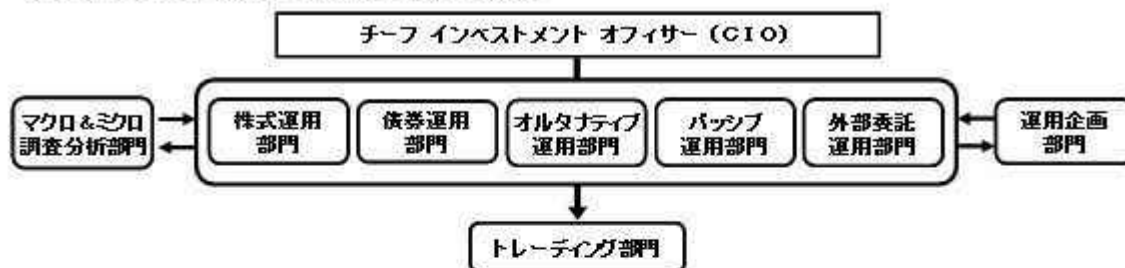 チーフ インベストメント オフィサー (CIO)
マクロ&ミクロ
調査分析部門
株式運用
部門
債券運用
部門
オルタナティブ
運用部門
パッシブ
運用部門
外部委託
運用部門
運用企画
部門
トレーディング部門